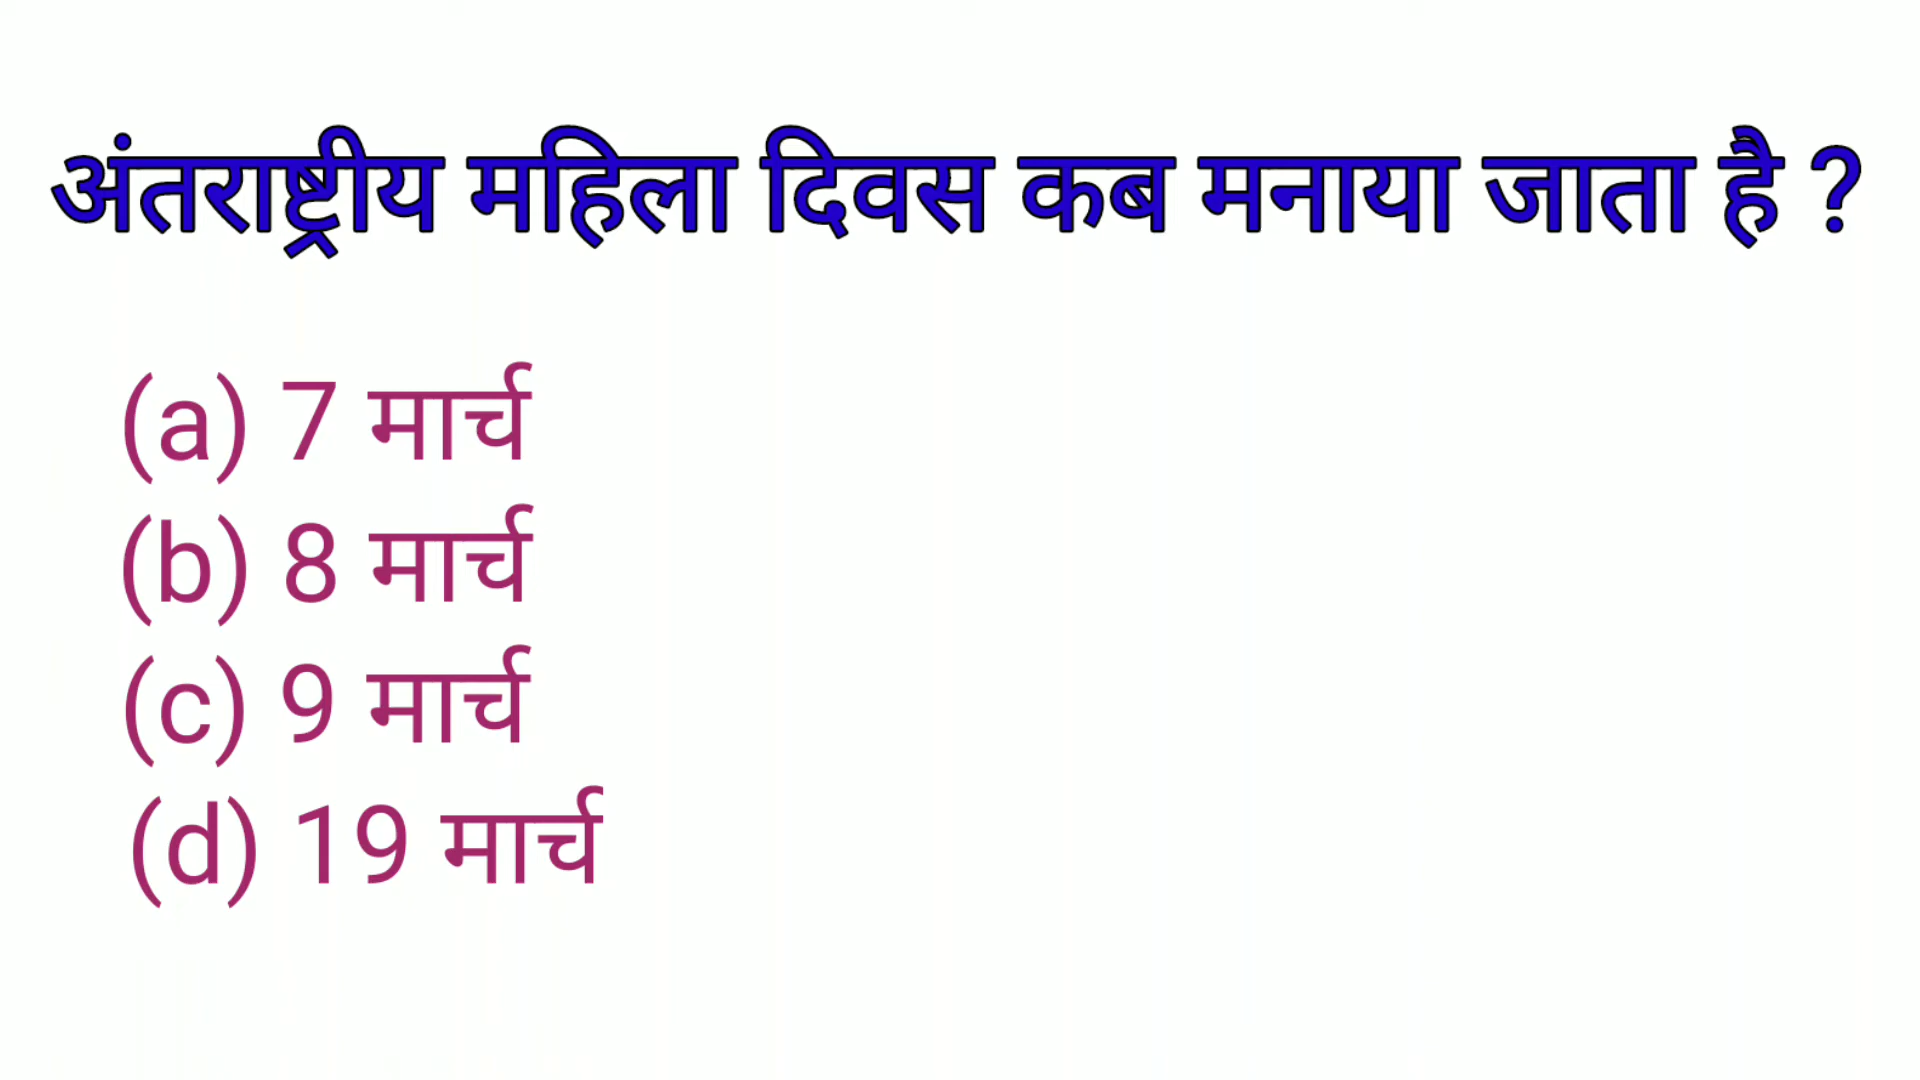 अंतराष्ट्रीय महिला दिवस कब मनाया जाता है ?
(a) 7 मार्च
(b) 8 मार्च
(c) 9 मार्च
(d) 19 मार्च